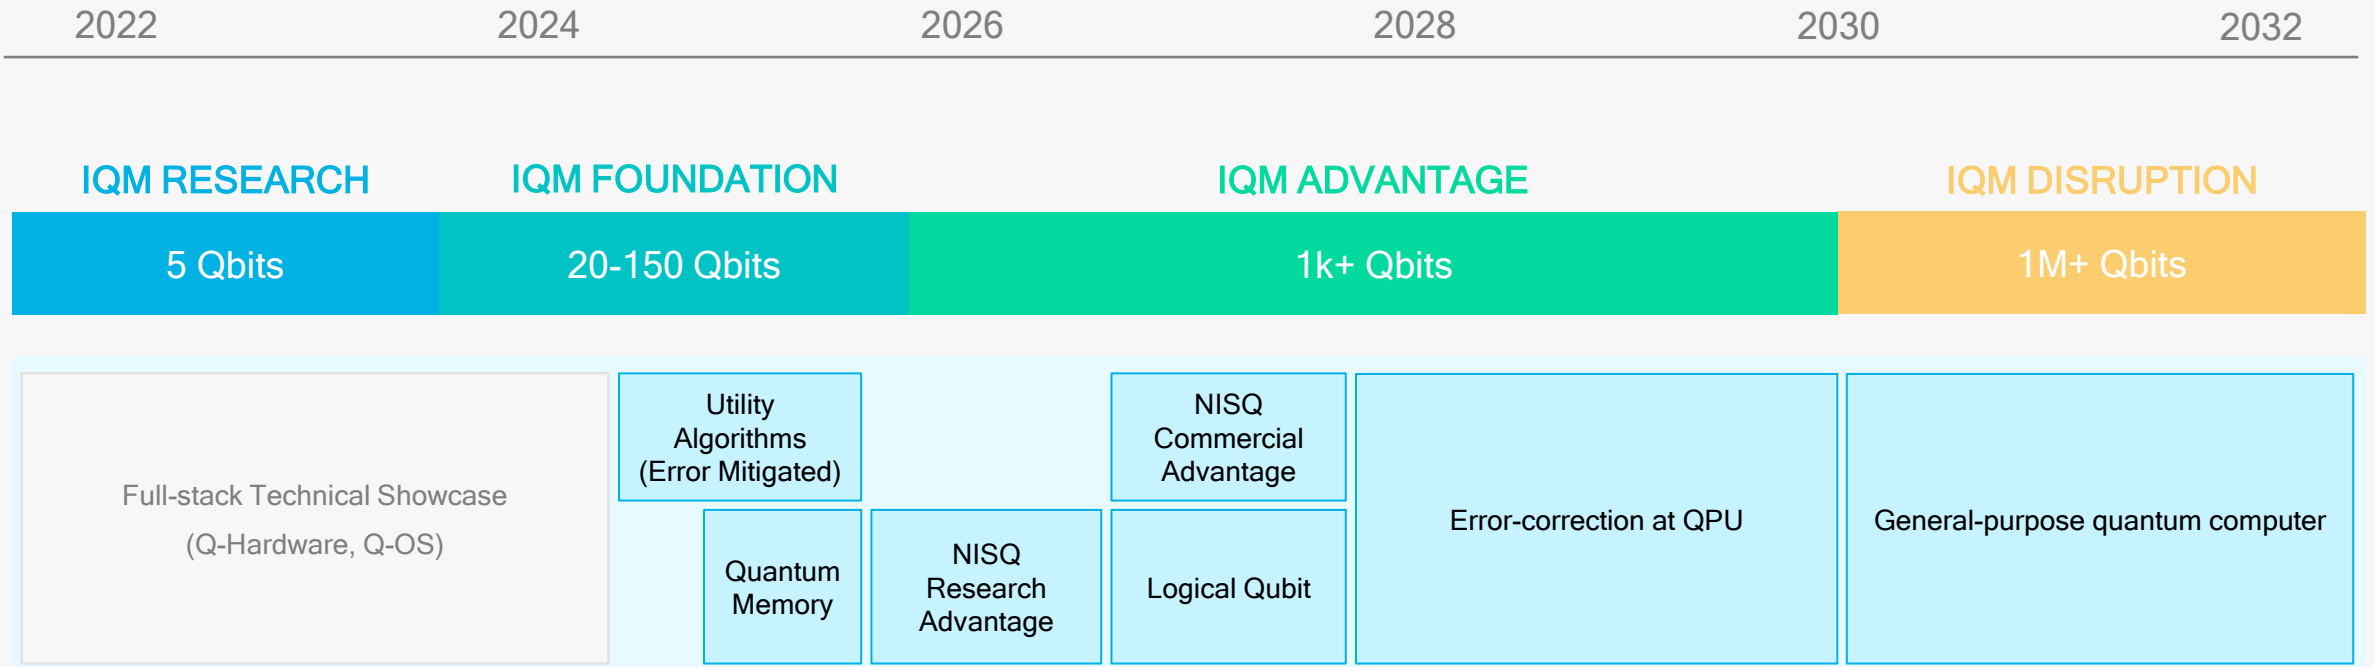 2022
2024
2026
2028
2030
2032
IQM RESEARCH
IQM FOUNDATION
IQM ADVANTAGE
IQM DISRUPTION
5 Qbits
20-150 Qbits
1k+ Qbits
1M+ Qbits
Full-stack Technical Showcase
(Q-Hardware, Q-OS)
Utility
Algorithms
(Error Mitigated)
Quantum
Memory
NISQ
Research
Advantage
NISQ
Commercial
Advantage
Logical Qubit
Error-correction at QPU
General-purpose quantum computer